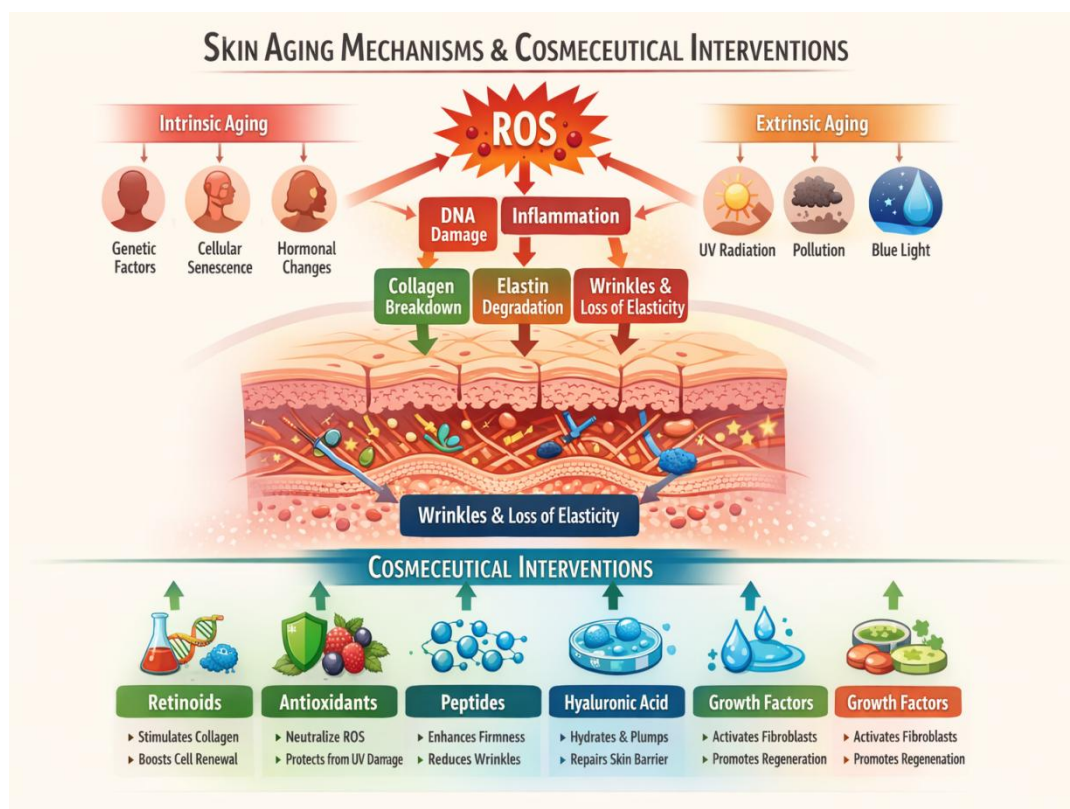 SKIN AGING MECHANISMS & COSMECEUTICAL INTERVENTIONS
Intrinsic Aging
ROS
Extrinsic Aging
Genetic
Factors
Cellular
Senescence
Hormonal
Changes
DNA
Damage
Inflammation
UV Radiation
Pollution
Blue Light
Collagen
Breakdown
Elastin
Degradation
Wrinkles &
Loss of Elasticity
Wrinkles & Loss of Elasticity
COSMECEUTICAL INTERVENTIONS
Retinoids
▸ Stimulates Collagen
▸ Boosts Cell Renewal
Antioxidants
▸ Neutralize ROS
▸ Protects from UV Damage
Peptides
▸ Enhances Firmness
▸ Reduces Wrinkles
Hyaluronic Acid
▸ Hydrates & Plumps
▸ Repairs Skin Barrier
Growth Factors
▸ Activates Fibroblasts
▸ Promotes Regeneration
Growth Factors
▸ Activates Fibroblasts
▸ Promotes Regenenation